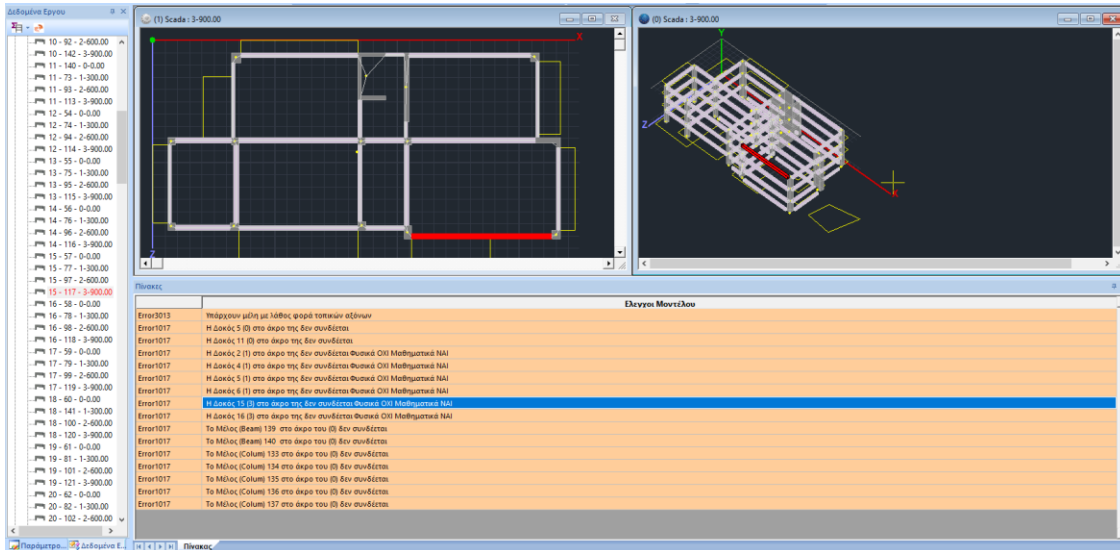 Δεδομένα Έργου
10 - 92 - 2-600.00
10 - 142 - 3-900.00
11 - 140 - 0-0.00
11 - 73 - 1-300.00
11 - 93 - 2-600.00
11 - 113 - 3-900.00
12 - 54 - 0-0.00
12 - 74 - 1-300.00
12 - 94 - 2-600.00
12 - 114 - 3-900.00
13 - 55 - 0-0.00
13 - 75 - 1-300.00
13 - 95 - 2-600.00
13 - 115 - 3-900.00
14 - 56 - 0-0.00
14 - 76 - 1-300.00
14 - 96 - 2-600.00
14 - 116 - 3-900.00
15 - 57 - 0-0.00
15 - 77 - 1-300.00
15 - 97 - 2-600.00
15 - 117 - 3-900.00
16 - 58 - 0-0.00
16 - 78 - 1-300.00
16 - 98 - 2-600.00
16 - 118 - 3-900.00
17 - 59 - 0-0.00
17 - 79 - 1-300.00
17 - 99 - 2-600.00
17 - 119 - 3-900.00
18 - 60 - 0-0.00
18 - 141 - 1-300.00
18 - 100 - 2-600.00
18 - 120 - 3-900.00
19 - 61 - 0-0.00
19 - 81 - 1-300.00
19 - 101 - 2-600.00
19 - 121 - 3-900.00
20 - 62 - 0-0.00
20 - 82 - 1-300.00
20 - 102 - 2-600.00
Παράμετρο...
Δεδομένα Ε...
(1) Scada : 3-900.00
X
Z
(0) Scada : 3-900.00
Y
Z
X
Πίνακες
Ελεγχοι Μοντέλου
Error3013 Υπάρχουν μέλη με λάθος φορά τοπικών αξόνων
Error1017 Η Δοκός 5 (0) στο άκρο της δεν συνδέεται
Error1017 Η Δοκός 11 (0) στο άκρο της δεν συνδέεται
Error1017 Η Δοκός 2 (1) στο άκρο της δεν συνδέεται Φυσικά ΟΧΙ Μαθηματικά ΝΑΙ
Error1017 Η Δοκός 4 (1) στο άκρο της δεν συνδέεται Φυσικά ΟΧΙ Μαθηματικά ΝΑΙ
Error1017 Η Δοκός 5 (1) στο άκρο της δεν συνδέεται Φυσικά ΟΧΙ Μαθηματικά ΝΑΙ
Error1017 Η Δοκός 6 (1) στο άκρο της δεν συνδέεται Φυσικά ΟΧΙ Μαθηματικά ΝΑΙ
Error1017 Η Δοκός 15 (3) στο άκρο της δεν συνδέεται Φυσικά ΟΧΙ Μαθηματικά ΝΑΙ
Error1017 Η Δοκός 16 (3) στο άκρο της δεν συνδέεται Φυσικά ΟΧΙ Μαθηματικά ΝΑΙ
Error1017 Το Μέλος (Beam) 139 στο άκρο του (0) δεν συνδέεται
Error1017 Το Μέλος (Beam) 140 στο άκρο του (0) δεν συνδέεται
Error1017 Το Μέλος (Colum) 133 στο άκρο του (0) δεν συνδέεται
Error1017 Το Μέλος (Colum) 134 στο άκρο του (0) δεν συνδέεται
Error1017 Το Μέλος (Colum) 135 στο άκρο του (0) δεν συνδέεται
Error1017 Το Μέλος (Colum) 136 στο άκρο του (0) δεν συνδέεται
Error1017 Το Μέλος (Colum) 137 στο άκρο του (0) δεν συνδέεται
Πίνακας